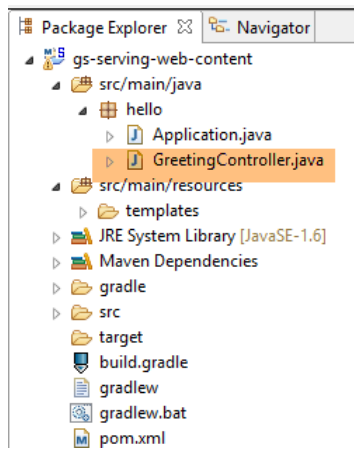 Package Explorer Navigator
gs-serving-web-content
src/main/java
hello
Application.java
GreetingController.java
src/main/resources
templates
JRE System Library [JavaSE-1.6]
Maven Dependencies
gradle
src
target
build.gradle
gradlew
gradlew.bat
pom.xml